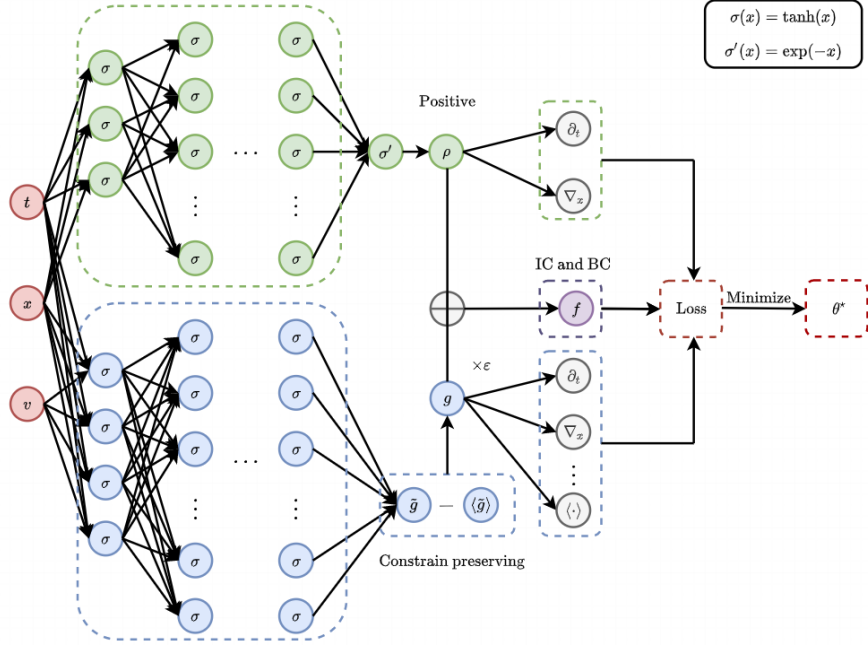 σ(x) = tanh(x)
σ′(x) = exp(−x)
σ σ
σ
σ σ
Positive
σ
σ σ … σ σ′ ρ ∂ₜ
σ
⋮ ⋮
t ∇ₓ
σ σ
IC and BC
x f Loss Minimize θ*
σ σ
σ ×ε
∂ₜ
v σ σ g
σ
σ … σ ∇ₓ
σ
⋮ ⋮ ⋮
g̃ − ⟨g̃⟩ ⟨·⟩
σ
σ σ Constrain preserving
σ σ